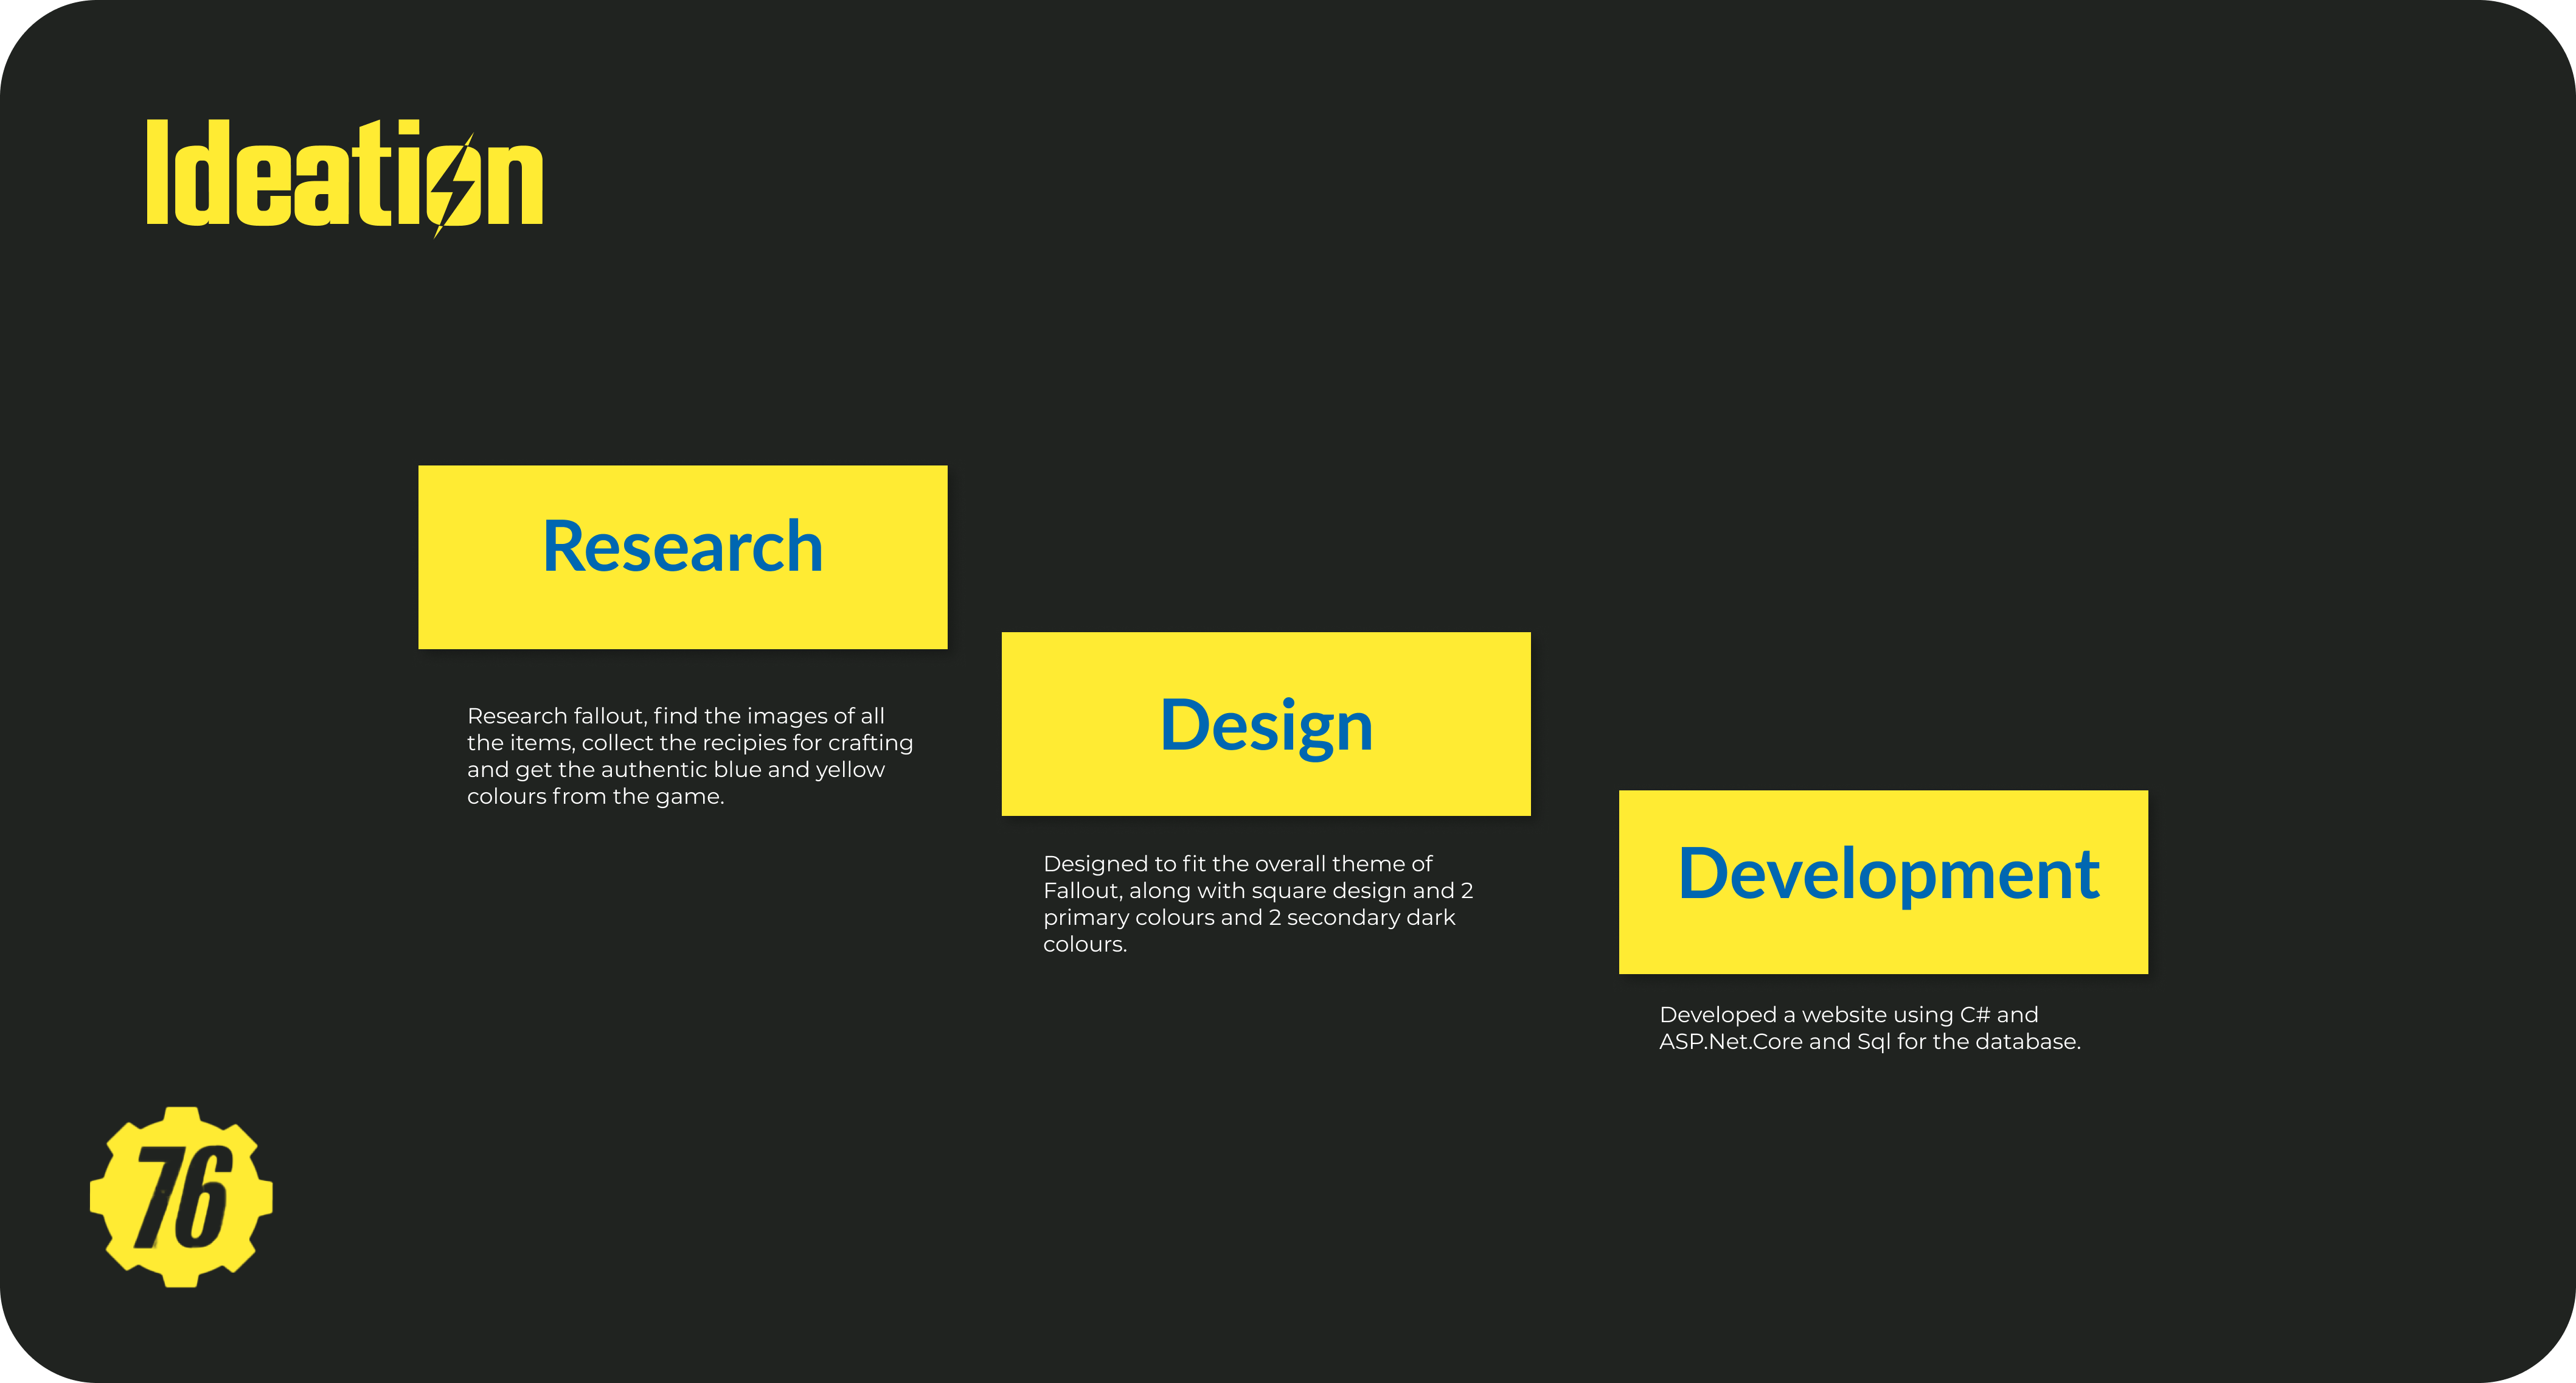 Ideation
Research
Research fallout, find the images of all
the items, collect the recipies for crafting
and get the authentic blue and yellow
colours from the game.
Design
Designed to fit the overall theme of
Fallout, along with square design and 2
primary colours and 2 secondary dark
colours.
Development
Developed a website using C# and
ASP.Net.Core and Sql for the database.
76